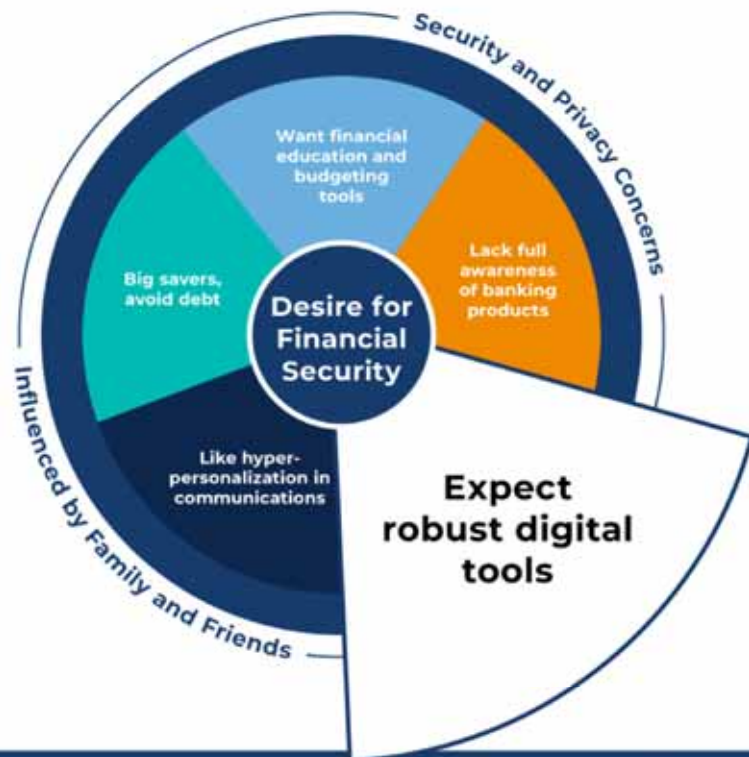 Security and Privacy Concerns
Want financial
education and
budgeting
tools
Lack full
awareness
of banking
products
Big savers,
avoid debt
Desire for
Financial
Security
Like hyper-
personalization in
communications
Expect
robust digital
tools
Influenced by Family and Friends